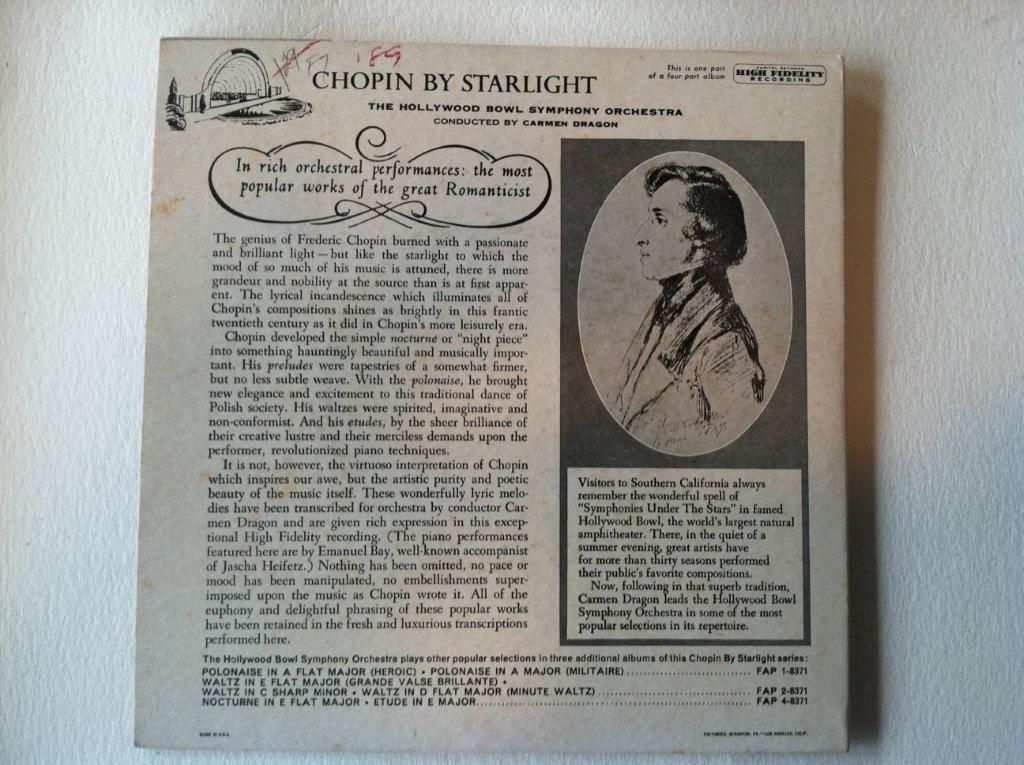 '89
CHOPIN BY STARLIGHT
THE HOLLYWOOD BOWL SYMPHONY ORCHESTRA
CONDUCTED BY CARMEN DRAGON
This is one part
of a four-part album
CAPITOL RECORDS
HIGH FIDELITY
RECORDING
In rich orchestral performances: the most
popular works of the great Romanticist
The genius of Frederic Chopin burned with a passionate
and brilliant light — but like the starlight to which the
mood of so much of his music is attuned, there is more
grandeur and nobility at the source than is at first appar-
ent. The lyrical incandescence which illuminates all of
Chopin's compositions shines as brightly in this frantic
twentieth century as it did in Chopin's more leisurely era.
Chopin developed the simple nocturne or "night piece"
into something hauntingly beautiful and musically impor-
tant. His preludes were tapestries of a somewhat firmer,
but no less subtle weave. With the polonaise, he brought
new elegance and excitement to this traditional dance of
Polish society. His waltzes were spirited, imaginative and
non-conformist. And his etudes, by the sheer brilliance of
their creative lustre and their merciless demands upon the
performer, revolutionized piano techniques.
It is not, however, the virtuoso interpretation of Chopin
which inspires our awe, but the artistic purity and poetic
beauty of the music itself. These wonderfully lyric melo-
dies have been transcribed for orchestra by conductor Car-
men Dragon and are given rich expression in this excep-
tional High Fidelity recording. (The piano performances
featured here are by Emanuel Bay, well-known accompanist
of Jascha Heifetz.) Nothing has been omitted, no pace or
mood has been manipulated, no embellishments super-
imposed upon the music as Chopin wrote it. All of the
euphony and delightful phrasing of these popular works
have been retained in the fresh and luxurious transcriptions
performed here.
Visitors to Southern California always
remember the wonderful spell of
"Symphonies Under The Stars" in famed
Hollywood Bowl, the world's largest natural
amphitheater. There, in the quiet of a
summer evening, great artists have
for more than thirty seasons performed
their public's favorite compositions.
Now, following in that superb tradition,
Carmen Dragon leads the Hollywood Bowl
Symphony Orchestra in some of the most
popular selections in its repertoire.
The Hollywood Bowl Symphony Orchestra plays other popular selections in three additional albums of this Chopin By Starlight series:
POLONAISE IN A FLAT MAJOR (HEROIC) • POLONAISE IN A MAJOR (MILITAIRE) ........ FAP 1-8371
WALTZ IN E FLAT MAJOR (GRANDE VALSE BRILLANTE) •
WALTZ IN C SHARP MINOR • WALTZ IN D FLAT MAJOR (MINUTE WALTZ) ........ FAP 2-8371
NOCTURNE IN E FLAT MAJOR • ETUDE IN E MAJOR ........ FAP 4-8371
MADE IN U.S.A.
FACTORIES: SCRANTON, PA.—LOS ANGELES, CALIF.